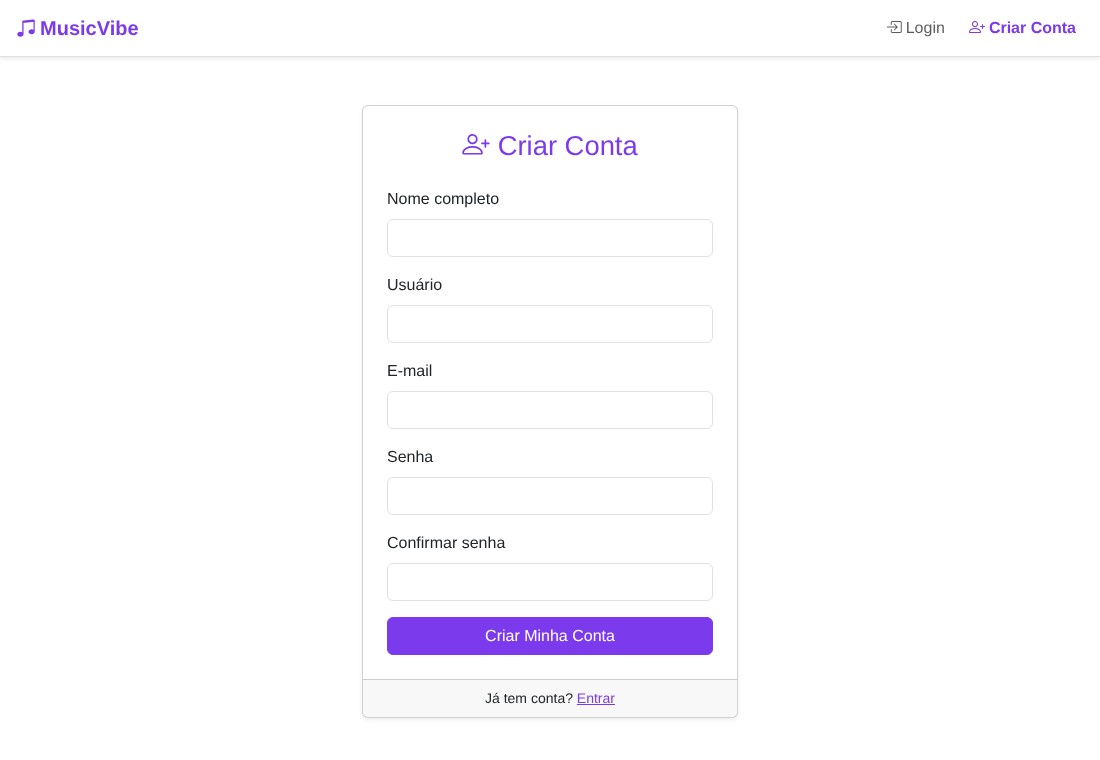 MusicVibe
Login
Criar Conta
Criar Conta
Nome completo
Usuário
E-mail
Senha
Confirmar senha
Criar Minha Conta
Já tem conta? Entrar